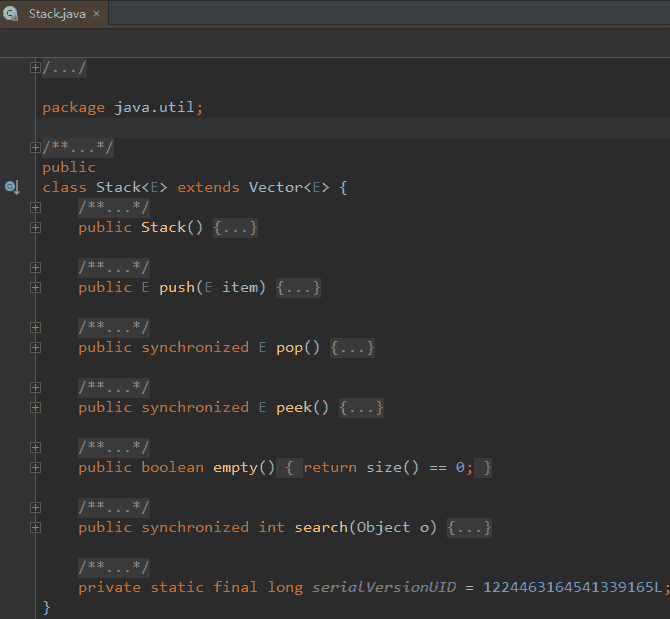 Stack.java ×
/.../
package java.util;
/**...*/
public
class Stack<E> extends Vector<E> {
/**...*/
public Stack() {...}
/**...*/
public E push(E item) {...}
/**...*/
public synchronized E pop() {...}
/**...*/
public synchronized E peek() {...}
/**...*/
public boolean empty() { return size() == 0; }
/**...*/
public synchronized int search(Object o) {...}
/**...*/
private static final long serialVersionUID = 1224463164541339165L;
}